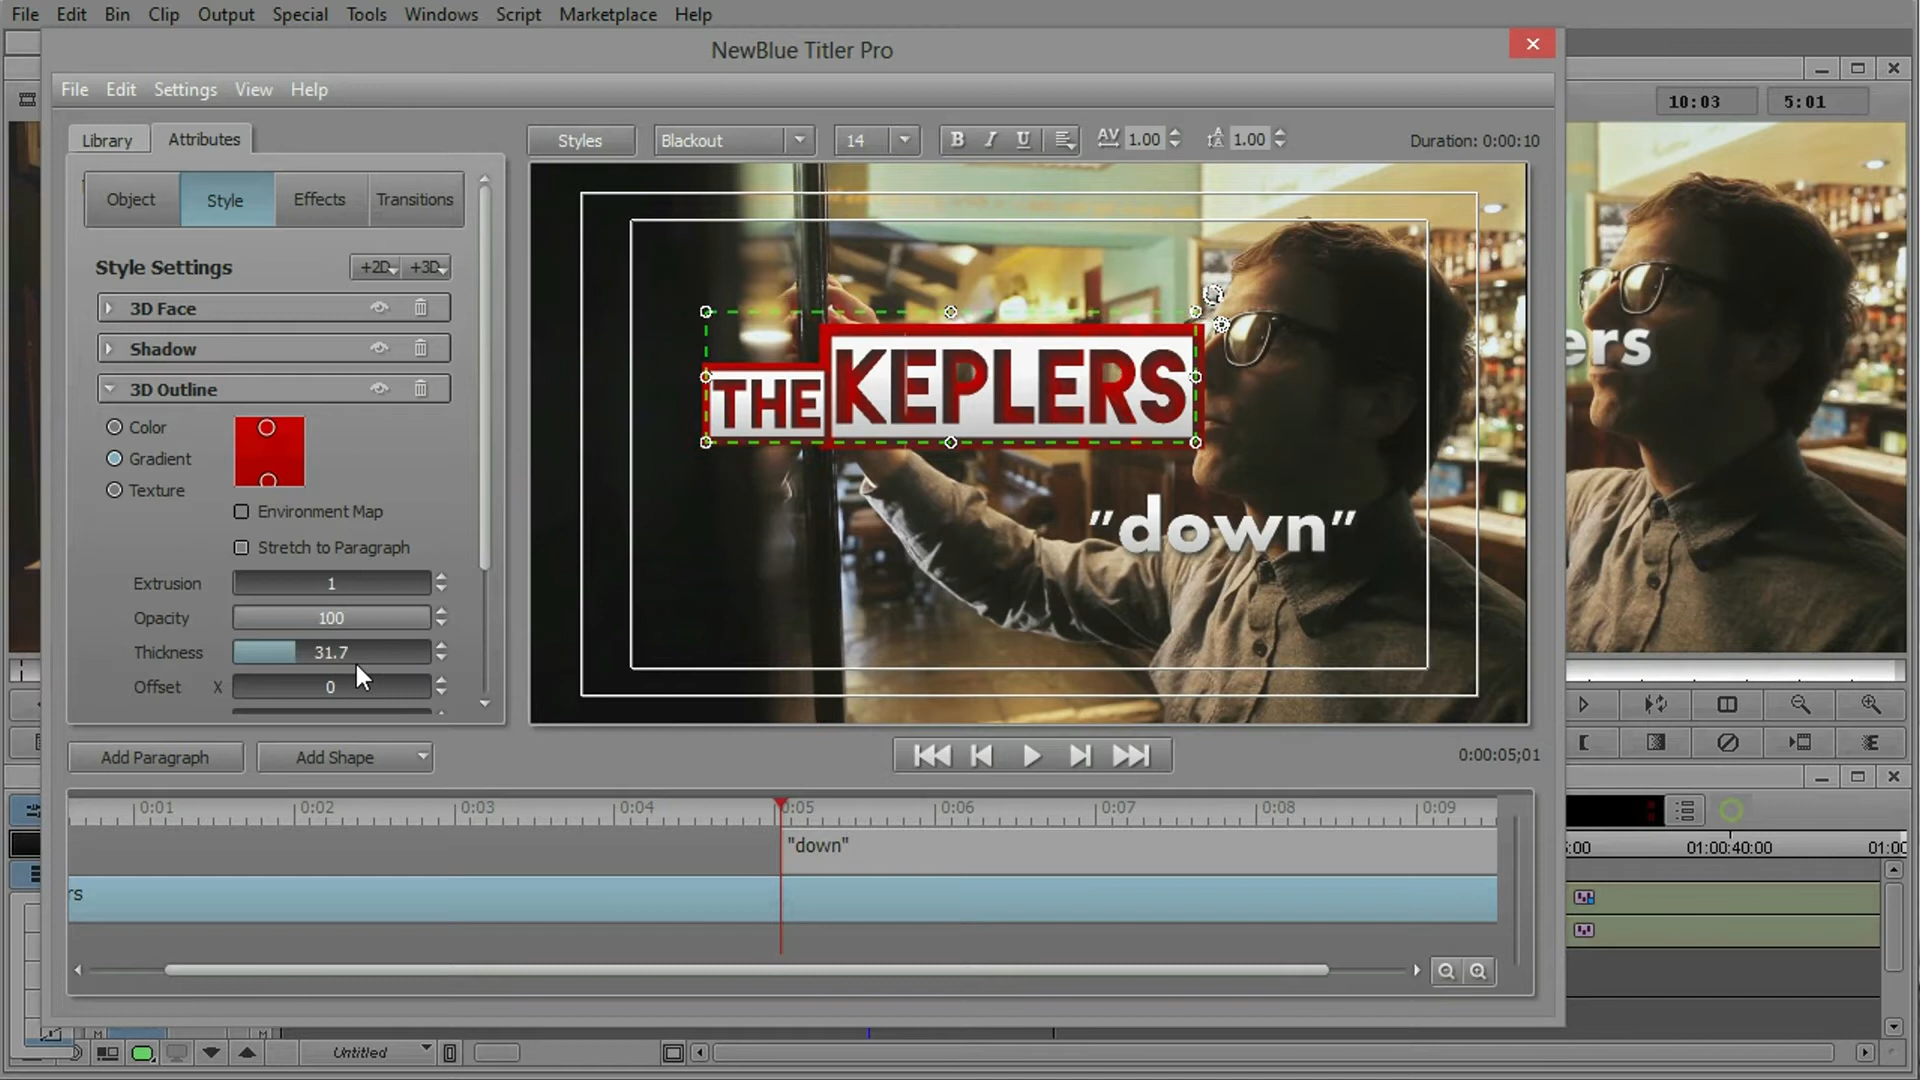 File Edit Bin Clip Output Special Tools Windows Script Marketplace Help
NewBlue Titler Pro
File Edit Settings View Help
10:03 5:01
Library Attributes
Styles Blackout 14 B I U AV 1.00 A 1.00 Duration: 0:00:10
Object Style Effects Transitions
Style Settings +2D +3D
3D Face
Shadow
3D Outline
Color
Gradient
Texture
Environment Map
Stretch to Paragraph
Extrusion 1
Opacity 100
Thickness 31.7
Offset X 0
THE KEPLERS
"down"
ers
Add Paragraph Add Shape
0:00:05;01
0:01 0:02 0:03 0:04 0:05 0:06 0:07 0:08 0:09
"down"
rs
:00 01:00:40:00 01:00
Untitled